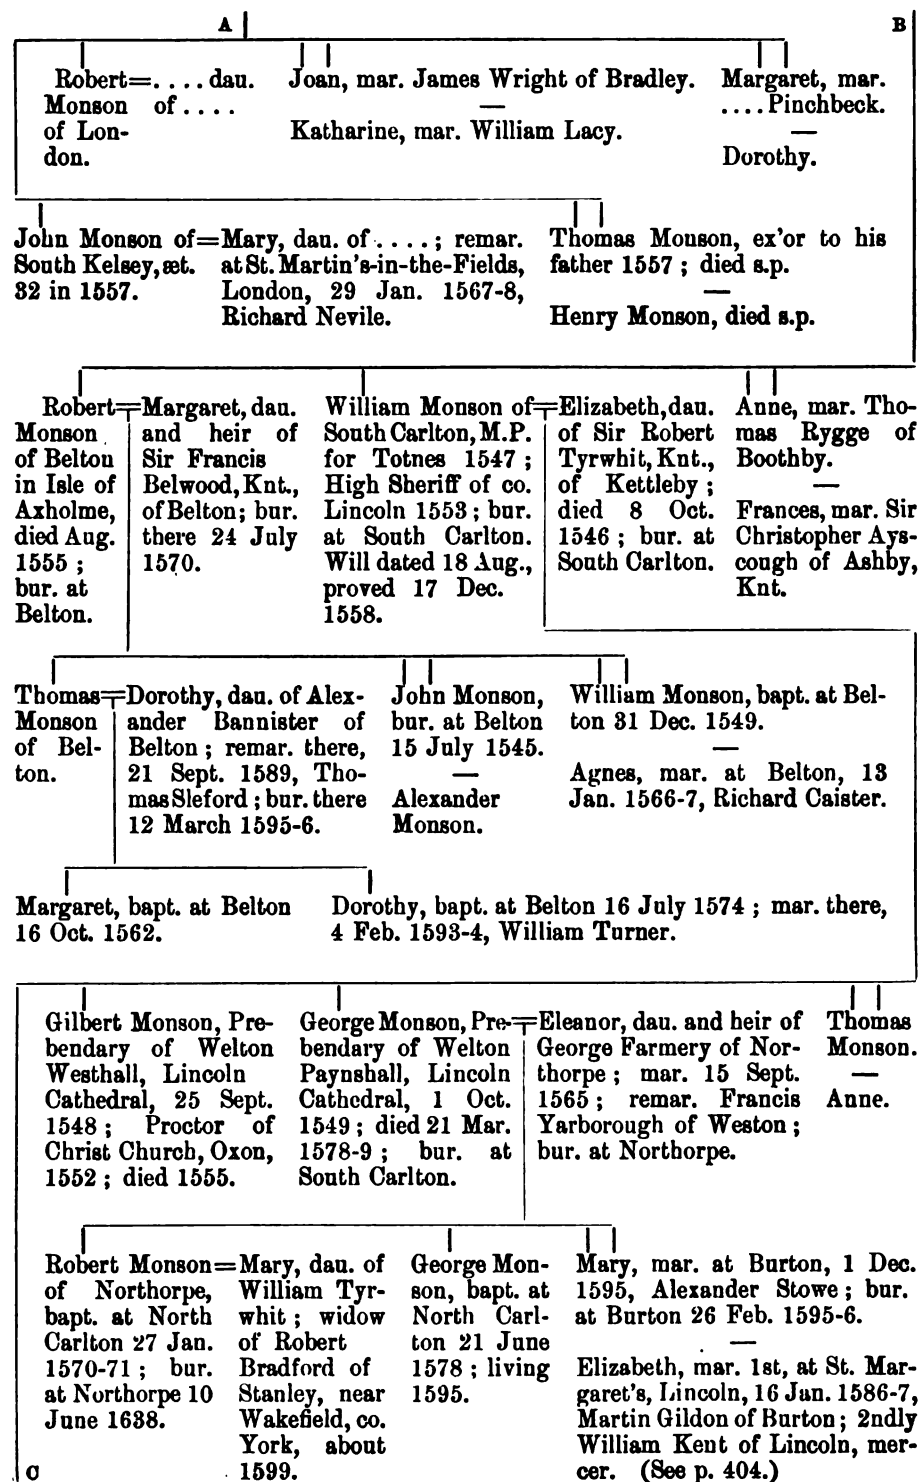 A
B
Robert=....dau.
Monson of....
of Lon-
don.
Joan, mar. James Wright of Bradley.
—
Katharine, mar. William Lacy.
Margaret, mar.
....Pinchbeck.
—
Dorothy.
John Monson of=
South Kelsey, æt.
32 in 1557.
Mary, dau. of ....; remar.
at St. Martin's-in-the-Fields,
London, 29 Jan. 1567-8,
Richard Nevile.
Thomas Monson, ex'or to his
father 1557 ; died s.p.
—
Henry Monson, died s.p.
Robert=
Monson
of Belton
in Isle of
Axholme,
died Aug.
1555 ;
bur. at
Belton.
Margaret, dau.
and heir of
Sir Francis
Belwood, Knt.,
of Belton; bur.
there 24 July
1570.
William Monson of=
South Carlton, M.P.
for Totnes 1547 ;
High Sheriff of co.
Lincoln 1553 ; bur.
at South Carlton.
Will dated 18 Aug.,
proved 17 Dec.
1558.
Elizabeth, dau.
of Sir Robert
Tyrwhit, Knt.,
of Kettleby ;
died 8 Oct.
1546 ; bur. at
South Carlton.
Anne, mar. Tho-
mas Rygge of
Boothby.
—
Frances, mar. Sir
Christopher Ays-
cough of Ashby,
Knt.
Thomas=
Monson
of Bel-
ton.
Dorothy, dau. of Alex-
ander Bannister of
Belton ; remar. there,
21 Sept. 1589, Tho-
mas Sleford ; bur. there
12 March 1595-6.
John Monson,
bur. at Belton
15 July 1545.
—
Alexander
Monson.
William Monson, bapt. at Bel-
ton 31 Dec. 1549.
—
Agnes, mar. at Belton, 13
Jan. 1566-7, Richard Caister.
Margaret, bapt. at Belton
16 Oct. 1562.
Dorothy, bapt. at Belton 16 July 1574 ; mar. there,
4 Feb. 1593-4, William Turner.
Gilbert Monson, Pre-
bendary of Welton
Westhall, Lincoln
Cathedral, 25 Sept.
1548 ; Proctor of
Christ Church, Oxon,
1552 ; died 1555.
George Monson, Pre-=
bendary of Welton
Paynshall, Lincoln
Cathedral, 1 Oct.
1549 ; died 21 Mar.
1578-9 ; bur. at
South Carlton.
Eleanor, dau. and heir of
George Farmery of Nor-
thorpe ; mar. 15 Sept.
1565 ; remar. Francis
Yarborough of Weston ;
bur. at Northorpe.
Thomas
Monson.
—
Anne.
Robert Monson=
of Northorpe,
bapt. at North
Carlton 27 Jan.
1570-71 ; bur.
at Northorpe 10
June 1638.
Mary, dau. of
William Tyr-
whit ; widow
of Robert
Bradford of
Stanley, near
Wakefield, co.
York, about
1599.
George Mon-
son, bapt. at
North Carl-
ton 21 June
1578 ; living
1595.
Mary, mar. at Burton, 1 Dec.
1595, Alexander Stowe ; bur.
at Burton 26 Feb. 1595-6.
—
Elizabeth, mar. 1st, at St. Mar-
garet's, Lincoln, 16 Jan. 1586-7,
Martin Gildon of Burton ; 2ndly
William Kent of Lincoln, mer-
cer. (See p. 404.)
C